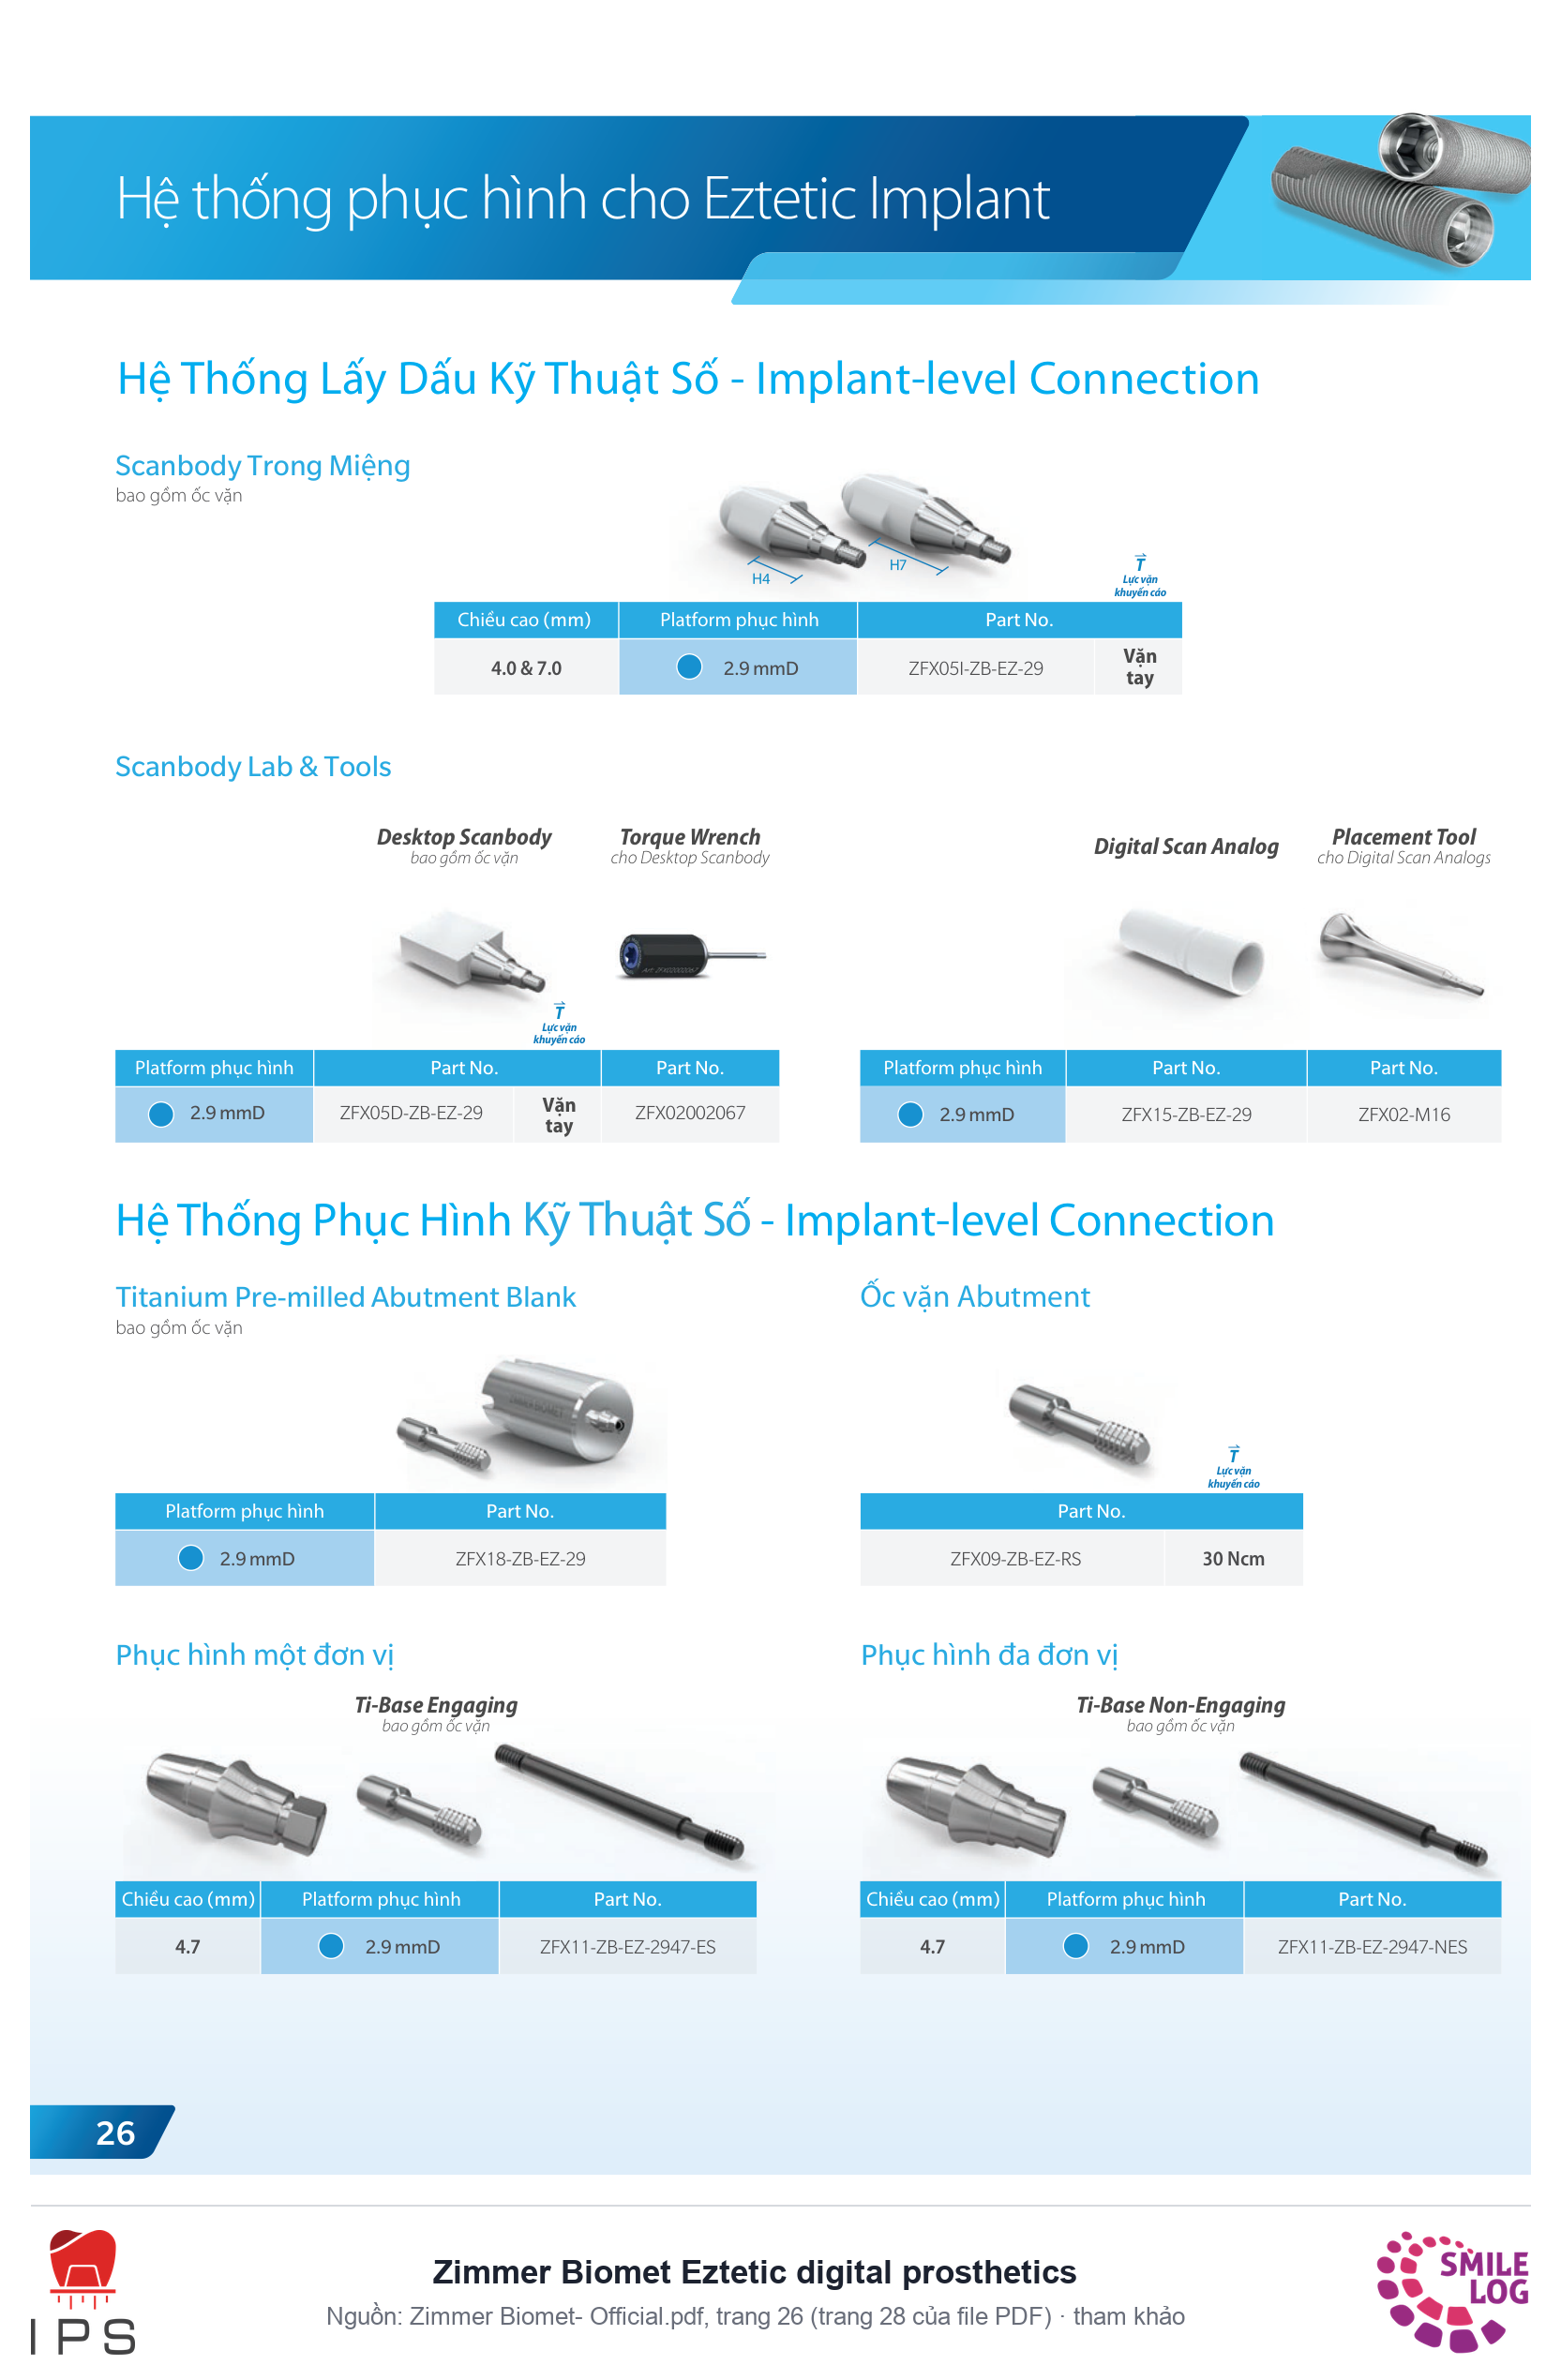 Hệ thống phục hình cho Eztetic Implant
Hệ Thống Lấy Dấu Kỹ Thuật Số - Implant-level Connection
Scanbody Trong Miệng
bao gồm ốc vặn
H4
H7
T
Lực vặn
khuyến cáo
Chiều cao (mm) Platform phục hình Part No.
4.0 & 7.0 2.9 mmD ZFX05I-ZB-EZ-29 Vặn tay
Scanbody Lab & Tools
Desktop Scanbody
bao gồm ốc vặn
Torque Wrench
cho Desktop Scanbody
Digital Scan Analog
Placement Tool
cho Digital Scan Analogs
Art ZFX02002067
T
Lực vặn
khuyến cáo
Platform phục hình Part No. Part No.
2.9 mmD ZFX05D-ZB-EZ-29 Vặn tay ZFX02002067
Platform phục hình Part No. Part No.
2.9 mmD ZFX15-ZB-EZ-29 ZFX02-M16
Hệ Thống Phục Hình Kỹ Thuật Số - Implant-level Connection
Titanium Pre-milled Abutment Blank
bao gồm ốc vặn
ZIMMER BIOMET
Platform phục hình Part No.
2.9 mmD ZFX18-ZB-EZ-29
Ốc vặn Abutment
T
Lực vặn
khuyến cáo
Part No.
ZFX09-ZB-EZ-RS 30 Ncm
Phục hình một đơn vị
Ti-Base Engaging
bao gồm ốc vặn
Chiều cao (mm) Platform phục hình Part No.
4.7 2.9 mmD ZFX11-ZB-EZ-2947-ES
Phục hình đa đơn vị
Ti-Base Non-Engaging
bao gồm ốc vặn
Chiều cao (mm) Platform phục hình Part No.
4.7 2.9 mmD ZFX11-ZB-EZ-2947-NES
26
IPS
Zimmer Biomet Eztetic digital prosthetics
Nguồn: Zimmer Biomet- Official.pdf, trang 26 (trang 28 của file PDF) · tham khảo
SMILE
LOG